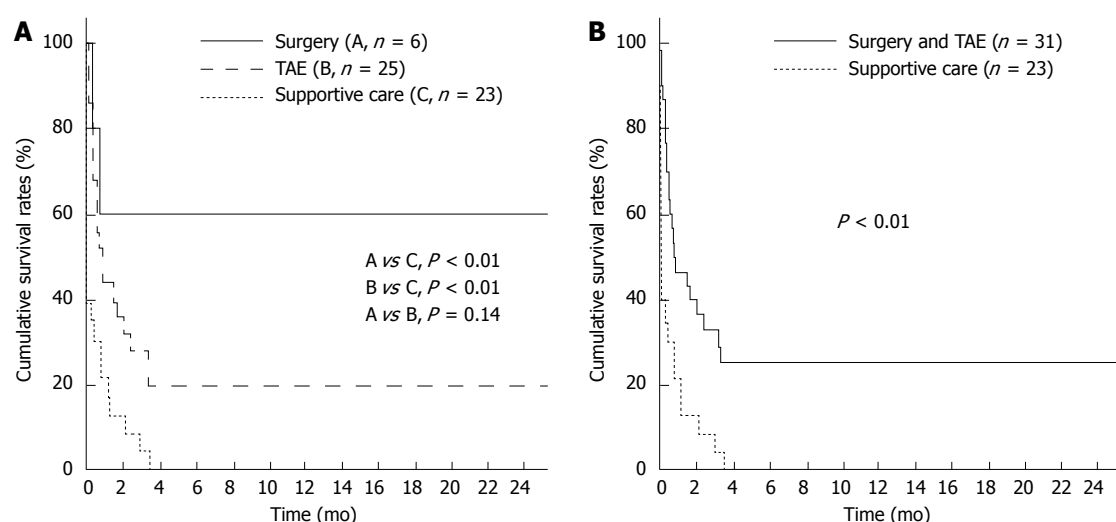 A
Surgery (A, n = 6)
TAE (B, n = 25)
Supportive care (C, n = 23)
Cumulative survival rates (%)
100
80
60
40
20
0
A vs C, P < 0.01
B vs C, P < 0.01
A vs B, P = 0.14
0 2 4 6 8 10 12 14 16 18 20 22 24
Time (mo)
B
Surgery and TAE (n = 31)
Supportive care (n = 23)
Cumulative survival rates (%)
100
80
60
40
20
0
P < 0.01
0 2 4 6 8 10 12 14 16 18 20 22 24
Time (mo)